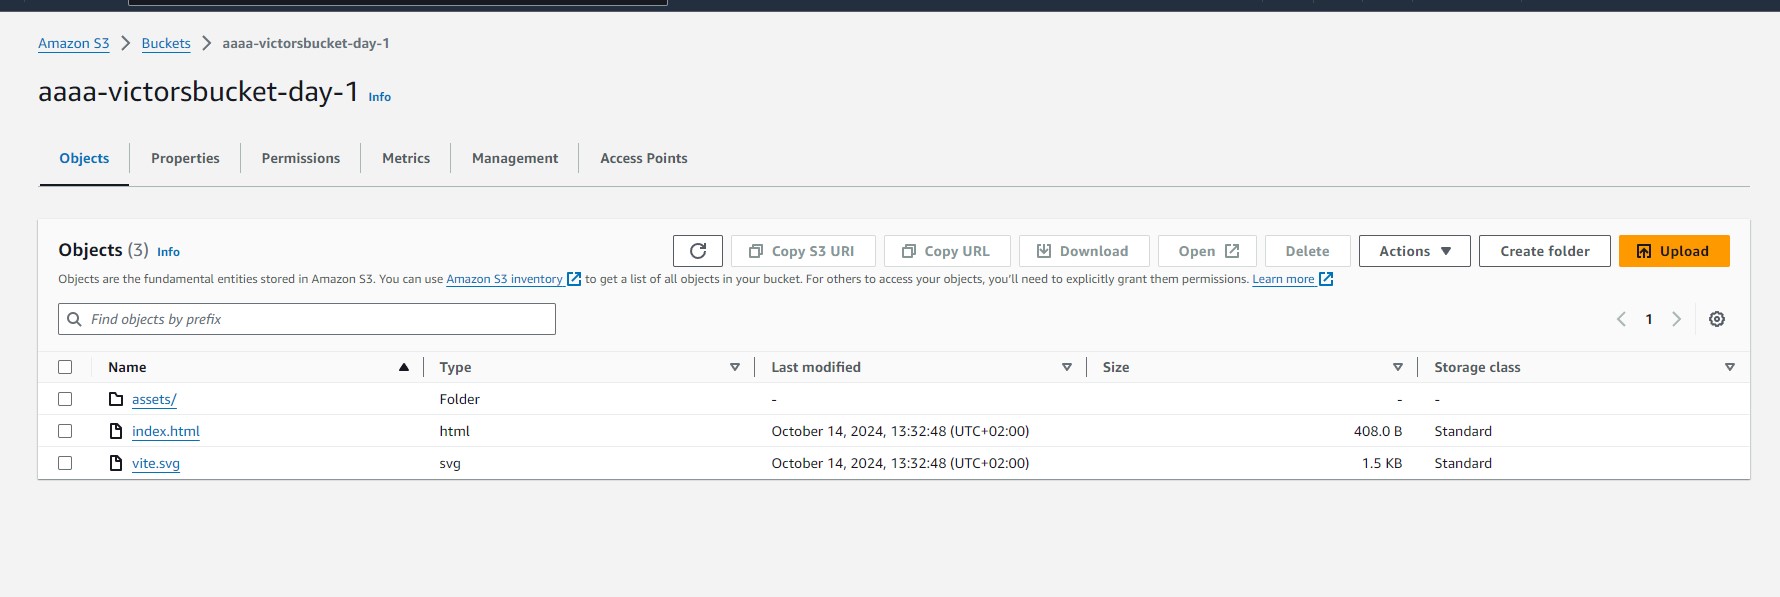 Amazon S3 > Buckets > aaaa-victorsbucket-day-1
aaaa-victorsbucket-day-1 Info
Objects Properties Permissions Metrics Management Access Points
Objects (3) Info Copy S3 URI Copy URL Download Open Delete Actions Create folder Upload
Objects are the fundamental entities stored in Amazon S3. You can use Amazon S3 inventory to get a list of all objects in your bucket. For others to access your objects, you'll need to explicitly grant them permissions. Learn more
Find objects by prefix 1
Name Type Last modified Size Storage class
assets/ Folder - - -
index.html html October 14, 2024, 13:32:48 (UTC+02:00) 408.0 B Standard
vite.svg svg October 14, 2024, 13:32:48 (UTC+02:00) 1.5 KB Standard